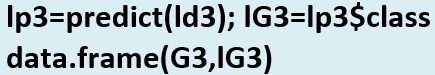 lp3=predict(ld3); lG3=lp3$class
data.frame(G3,lG3)